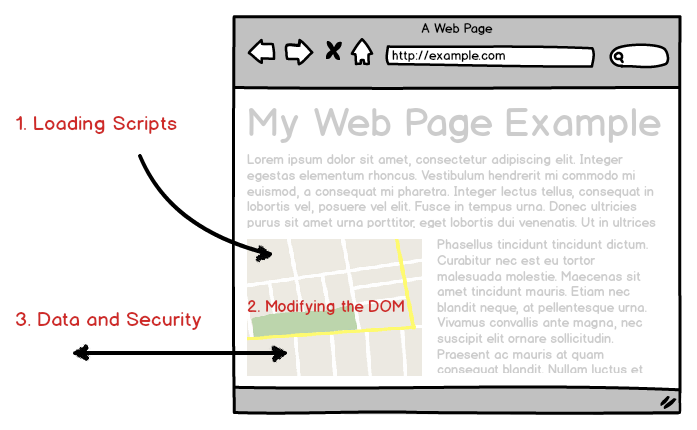 A Web Page
http://example.com
1. Loading Scripts
My Web Page Example
Lorem ipsum dolor sit amet, consectetur adipiscing elit. Integer
egestas elementum rhoncus. Vestibulum hendrerit mi commodo mi
euismod, a consequat mi pharetra. Integer lectus tellus, consequat in
lobortis vel, posuere vel elit. Fusce in tempus urna. Donec ultricies
purus sit amet urna porttitor, eget lobortis dui venenatis. Ut in ultrices
Phasellus tincidunt tincidunt dictum.
Curabitur nec est eu tortor
malesuada molestie. Maecenas sit
amet tincidunt mauris. Etiam nec
blandit neque, at pellentesque urna.
Vivamus convallis ante magna, nec
suscipit elit ornare sollicitudin.
Praesent ac mauris at quam
consequat blandit. Nullam luctus et
2. Modifying the DOM
3. Data and Security